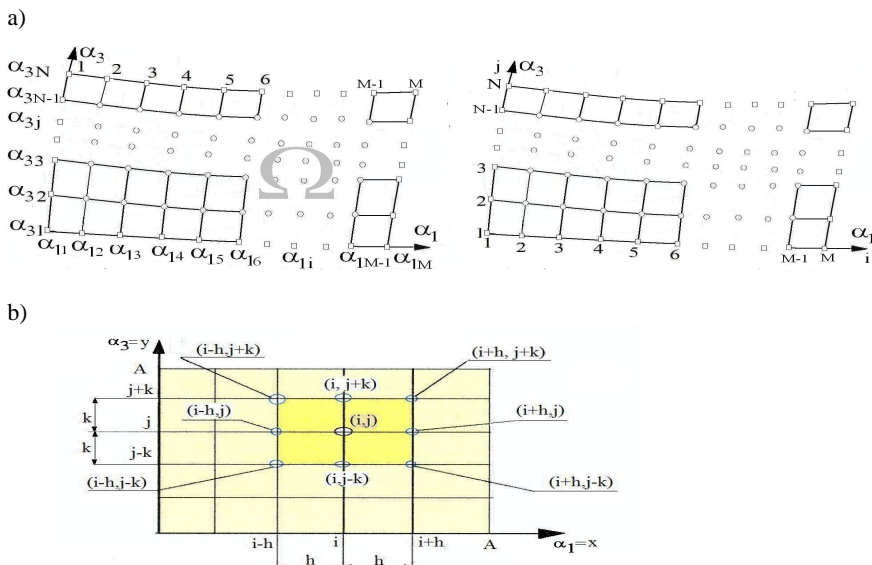 a)
α3
α3N 1 2 3 4 5 6 M-1 M
α3N-1
α3j
α33
α32
α31
Ω
α1
α11 α12 α13 α14 α15 α16 α1i α1M-1 α1M
j α3
N
N-1
3
2
1
α1
1 2 3 4 5 6 M-1 M i
b)
α3=y
(i-h,j+k)
(i+h, j+k)
A
j+k
(i, j+k)
k
j
(i-h,j)
(i,j)
(i+h,j)
k
j-k
(i-h,j-k)
(i,j-k)
(i+h,j-k)
i-h i i+h A α1=x
h h